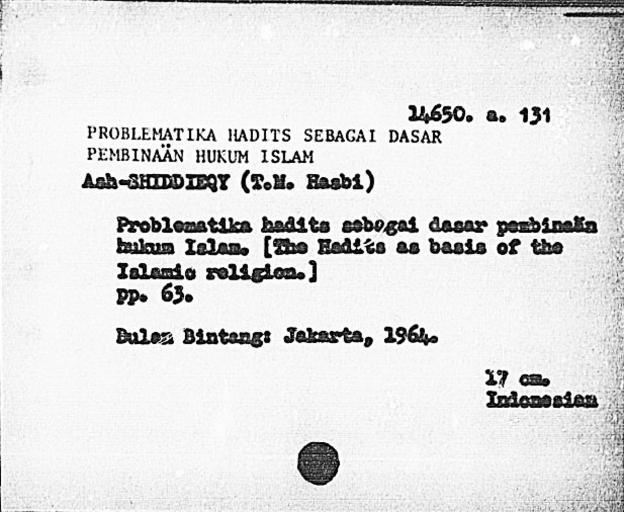 14650. a. 131
PROBLEMATIKA HADITS SEBAGAI DASAR
PEMBINAÄN HUKUM ISLAM
Ash-SHIDDIEQY (T.M. Hasbi)
Problematika hadits sebagai dasar pembinaän
hukum Islam. [The Hadits as basis of the
Islamic religion.]
pp. 63.
Bulan Bintang: Jakarta, 1964.
17 cm.
Indonesian